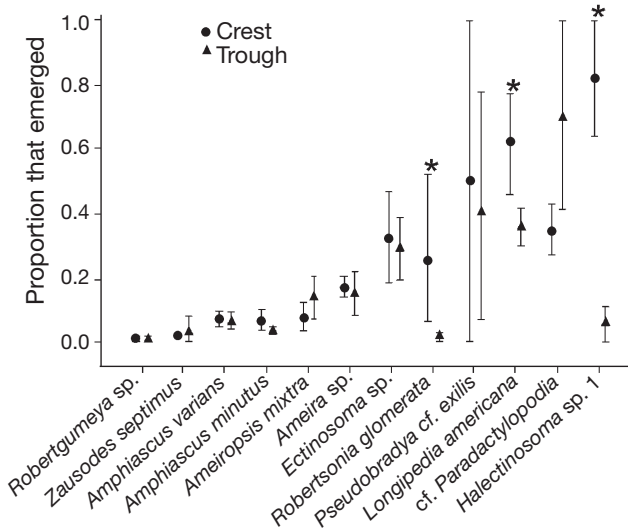 Proportion that emerged
1.0
0.8
0.6
0.4
0.2
0.0
Crest
Trough
*
*
*
Robertgurneya sp.
Zausodes septimus
Amphiascus varians
Amphiascus minutus
Ameiropsis mixtra
Ameira sp.
Ectinosoma sp.
Robertsonia glomerata
Pseudobradya cf. exilis
Longipedia americana
cf. Paradactylopodia
Halectinosoma sp. 1